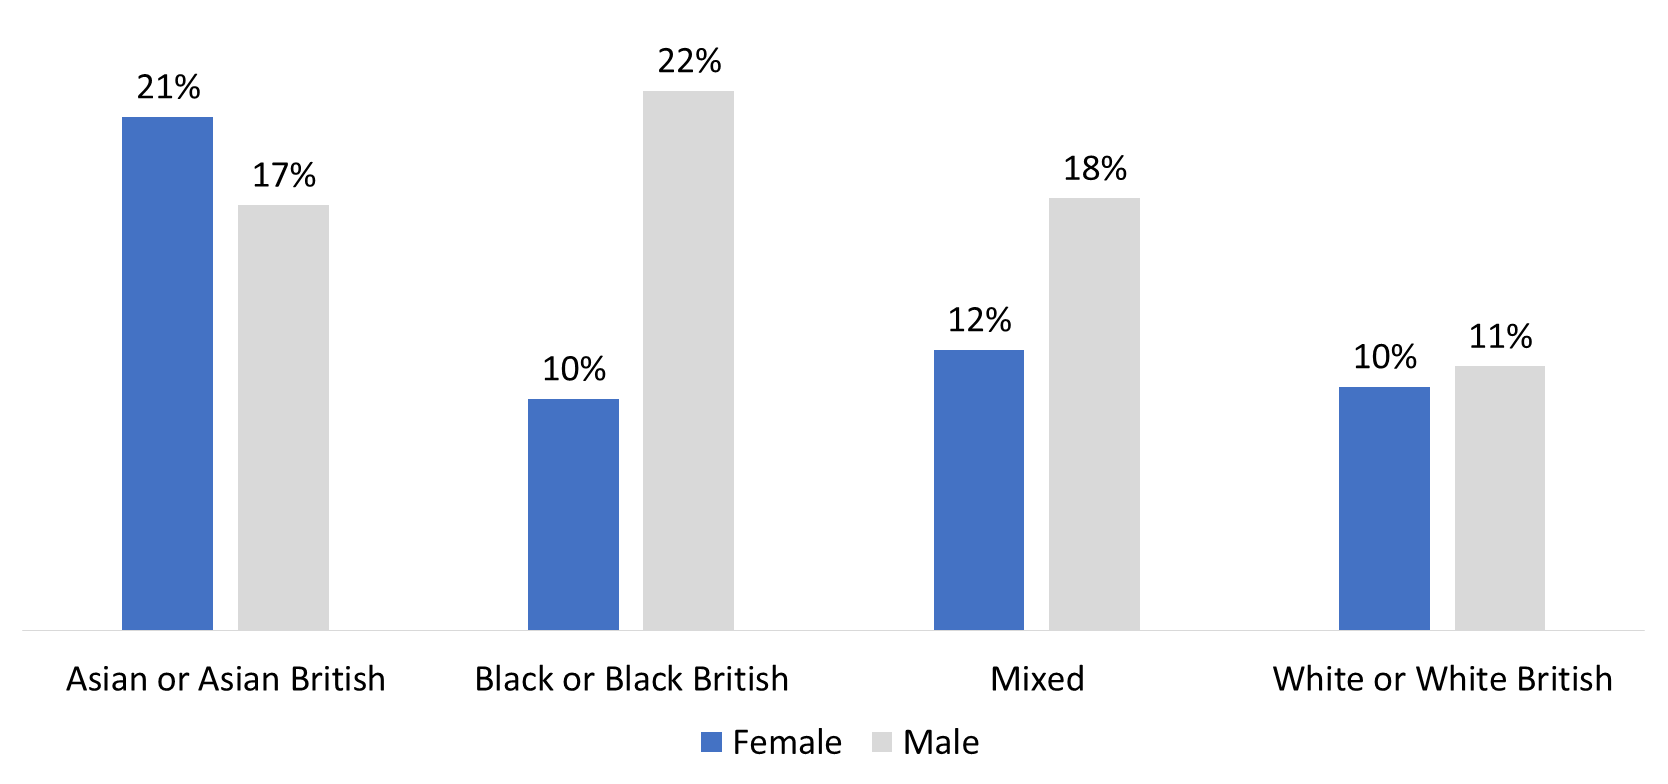 22%
21%
17%
18%
12%
11%
10%
10%
Asian or Asian British
Black or Black British
Mixed
White or White British
Female
Male